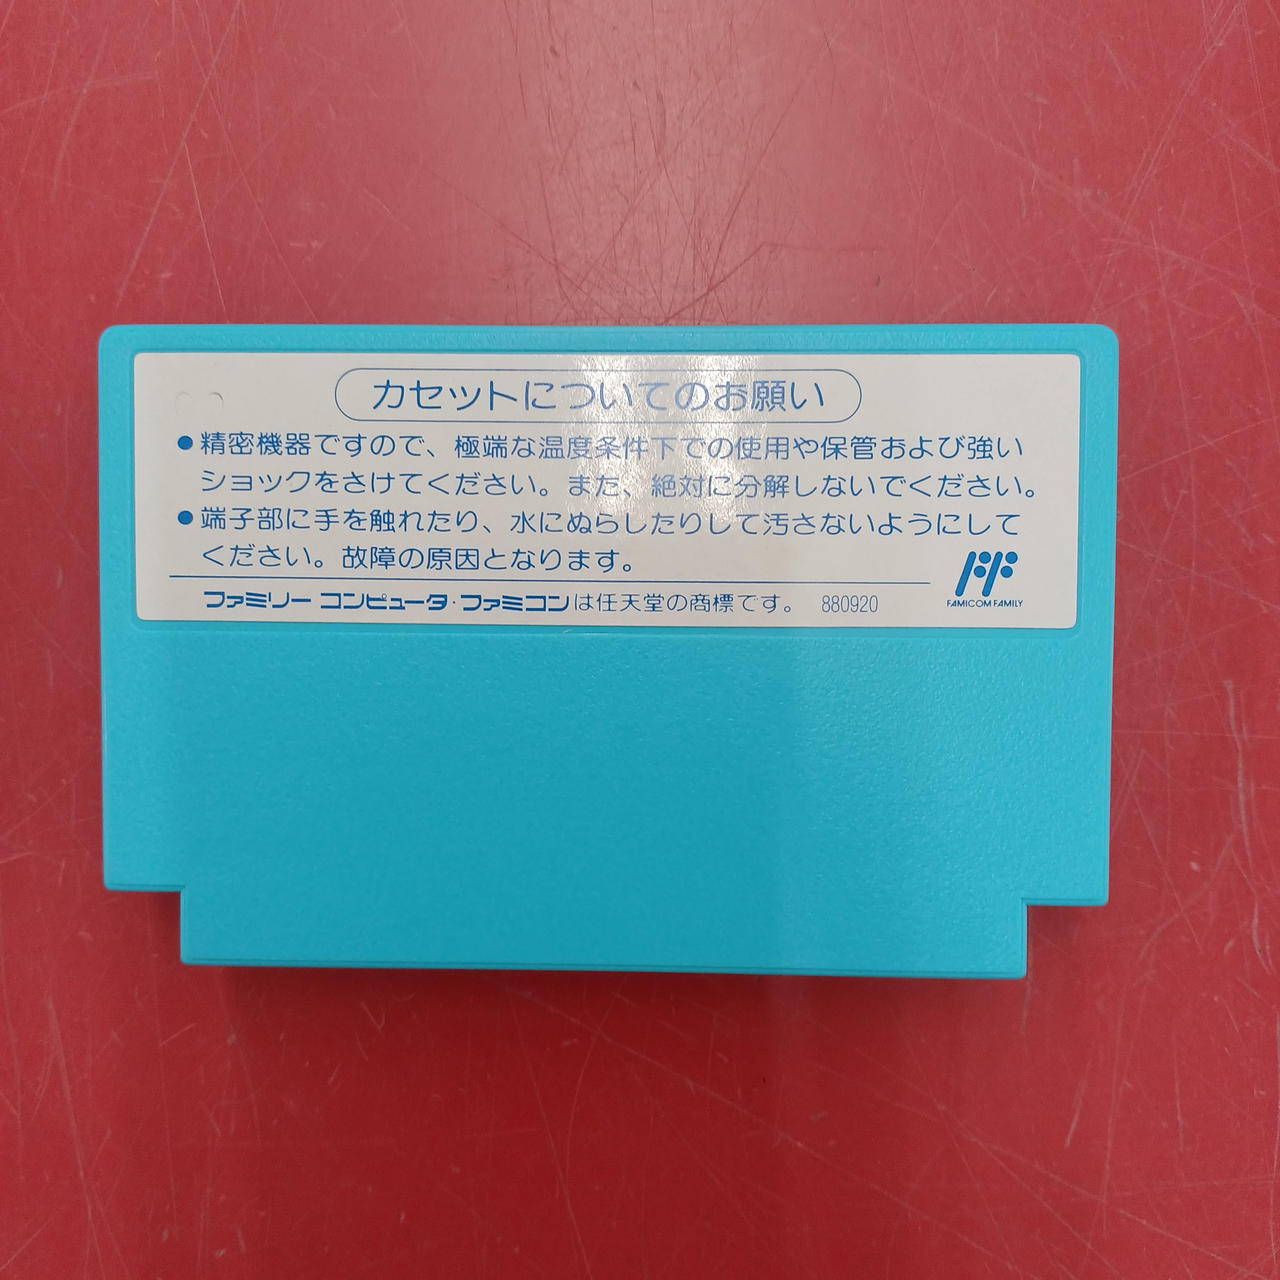 カセットについてのお願い
●精密機器ですので、極端な温度条件下での使用や保管および強い
ショックをさけてください。また、絶対に分解しないでください。
●端子部に手を触れたり、水にぬらしたりして汚さないようにして
ください。故障の原因となります。
ファミリー コンピュータ・ファミコンは任天堂の商標です。 880920
FAMICOM FAMILY